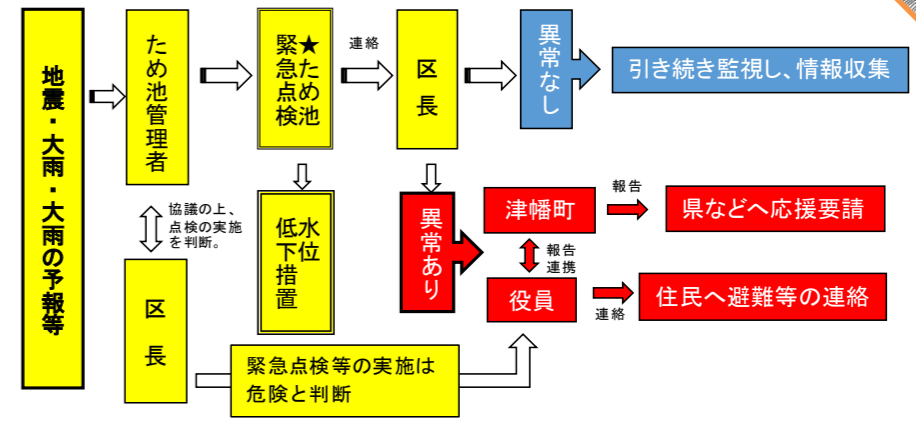 地震・大雨・大雨の予報等
ため池管理者
★ため池
緊急点検
連絡
区長
異常なし
引き続き監視し、情報収集
協議の上、
点検の実施
を判断。
区長
水位
低下措置
異常あり
津幡町
報告
県などへ応援要請
報告
連携
役員
連絡
住民へ避難等の連絡
緊急点検等の実施は
危険と判断